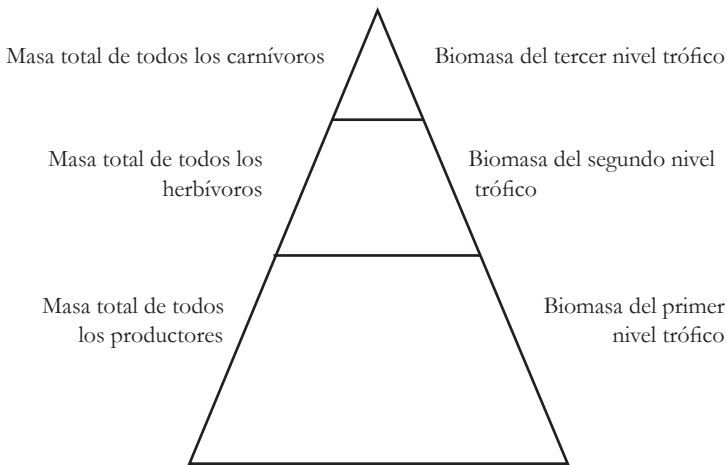 Masa total de todos los carnívoros
Biomasa del tercer nivel trófico
Masa total de todos los
herbívoros
Biomasa del segundo nivel
trófico
Masa total de todos
los productores
Biomasa del primer
nivel trófico